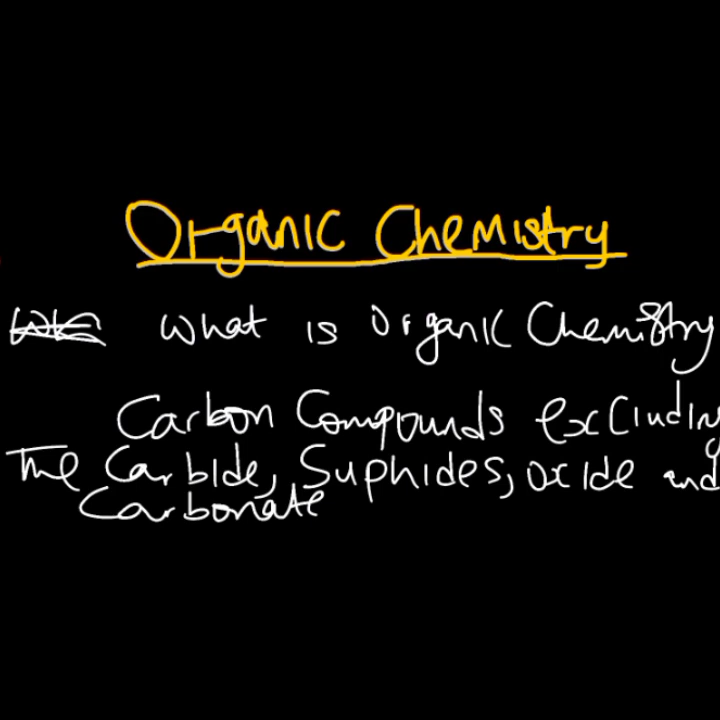 Organic Chemistry
What is Organic Chemistry
Carbon Compounds excluding
The Carbide, Suphides, oxide and
Carbonate